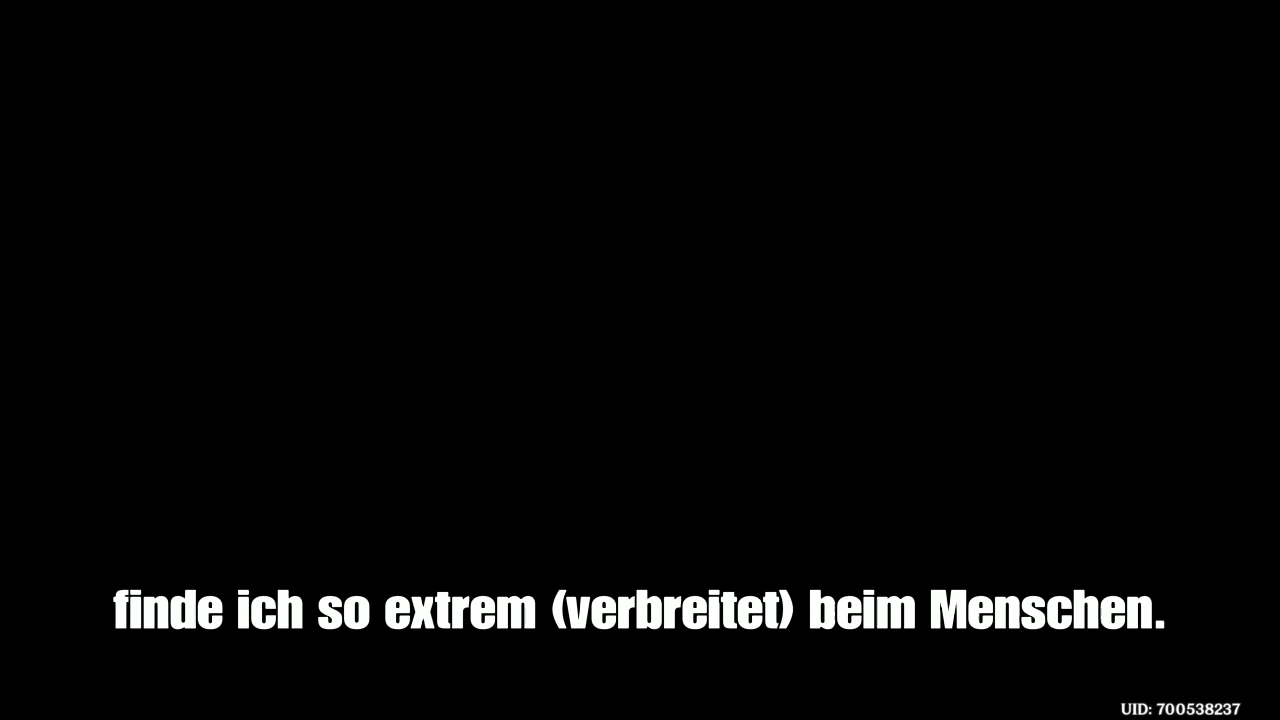 finde ich so extrem (verbreitet) beim Menschen.
UID: 700538237